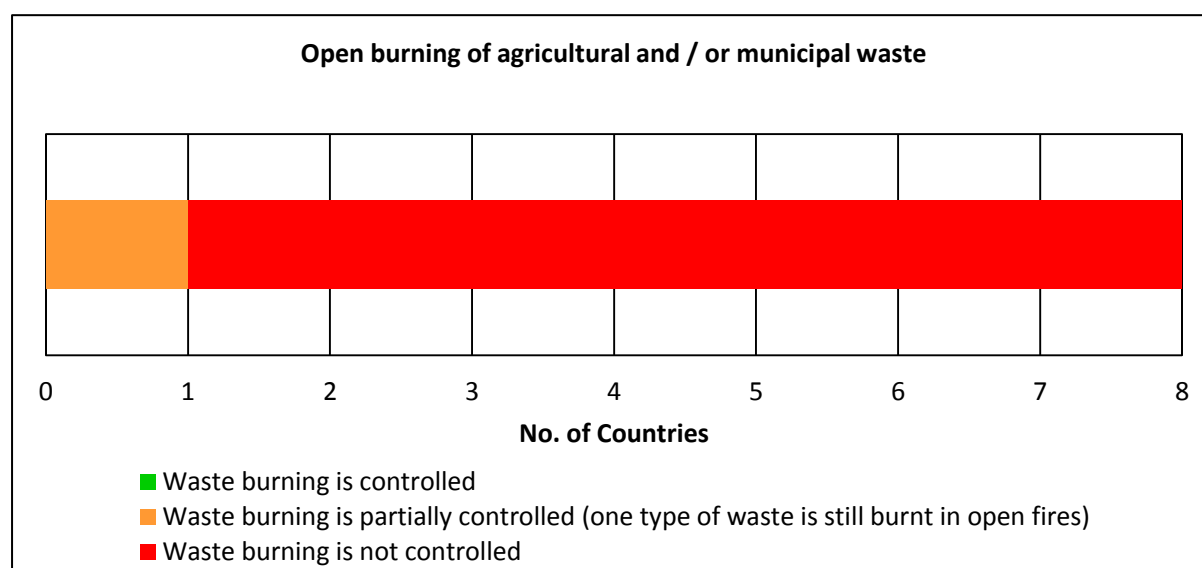 Open burning of agricultural and / or municipal waste
0 1 2 3 4 5 6 7 8
No. of Countries
Waste burning is controlled
Waste burning is partially controlled (one type of waste is still burnt in open fires)
Waste burning is not controlled